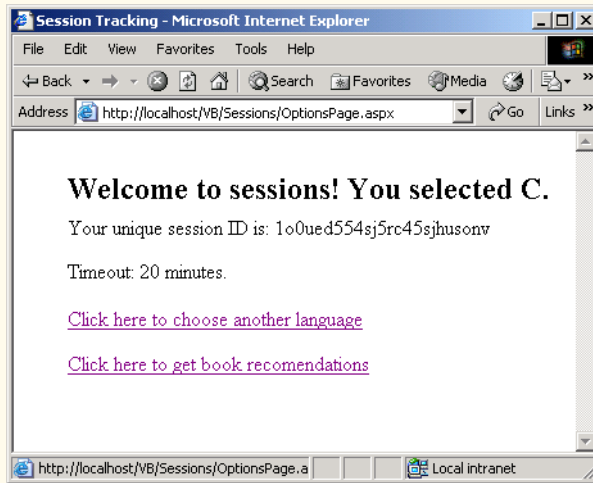 Session Tracking - Microsoft Internet Explorer
File Edit View Favorites Tools Help
Back Search Favorites Media »
Address http://localhost/VB/Sessions/OptionsPage.aspx Go Links »
Welcome to sessions! You selected C.
Your unique session ID is: 1o0ued554sj5rc45sjhusonv
Timeout: 20 minutes.
Click here to choose another language
Click here to get book recomendations
http://localhost/VB/Sessions/OptionsPage.a Local intranet